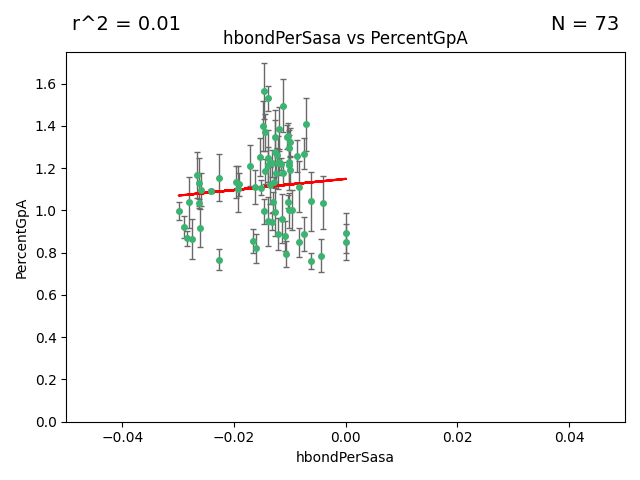 r^2 = 0.01
N = 73
hbondPerSasa vs PercentGpA
1.6
1.4
1.2
1.0
0.8
0.6
0.4
0.2
0.0
PercentGpA
−0.04
−0.02
0.00
0.02
0.04
hbondPerSasa